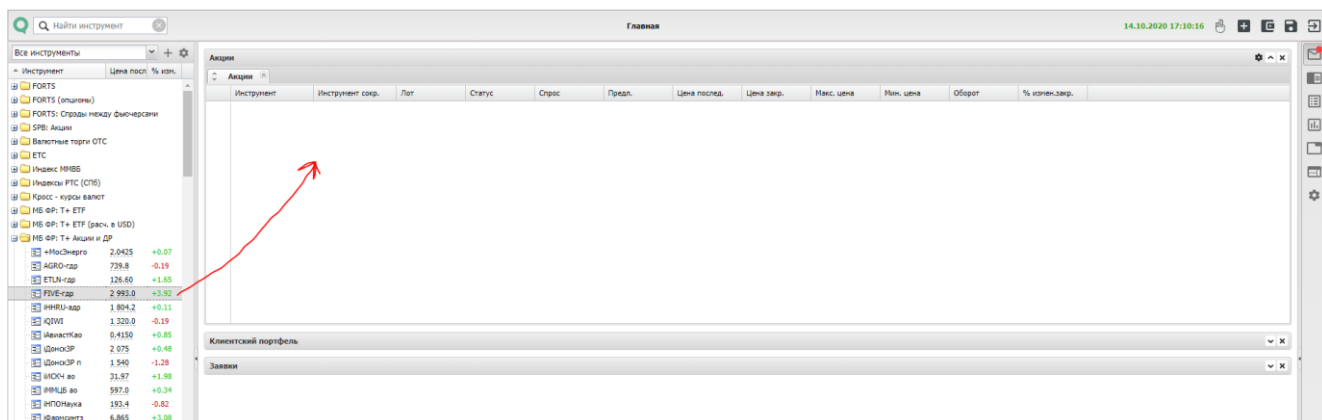 Найти инструмент
Главная
14.10.2020 17:10:16
Все инструменты
Инструмент Цена посл % изм.
FORTS
FORTS (опционы)
FORTS: Спрэды между фьючерсами
SPB: Акции
Валютные торги OTC
ETC
Индекс ММВБ
Индексы РТС (СПб)
Кросс - курсы валют
МБ ФР: T+ ETF
МБ ФР: T+ ETF (расч. в USD)
МБ ФР: T+ Акции и ДР
+МосЭнерго 2.0425 +0.07
AGRO-гдр 739.8 -0.19
ETLN-гдр 126.60 +1.65
FIVE-гдр 2 993.0 +3.92
iHHRU-адр 1 804.2 +0.11
iQIWI 1 320.0 -0.19
iАвиастКао 0.4150 +0.85
iДонскЗР 2 075 +0.48
iДонскЗР п 1 540 -1.28
iИСКЧ ао 31.97 +1.98
iММЦБ ао 597.0 +0.34
iНПОНаука 193.4 -0.82
iФармсинтз 6.865 +3.08
Акции
Акции
Инструмент Инструмент сокр. Лот Статус Спрос Предл. Цена послед. Цена закр. Макс. цена Мин. цена Оборот % измен.закр.
Клиентский портфель
Заявки